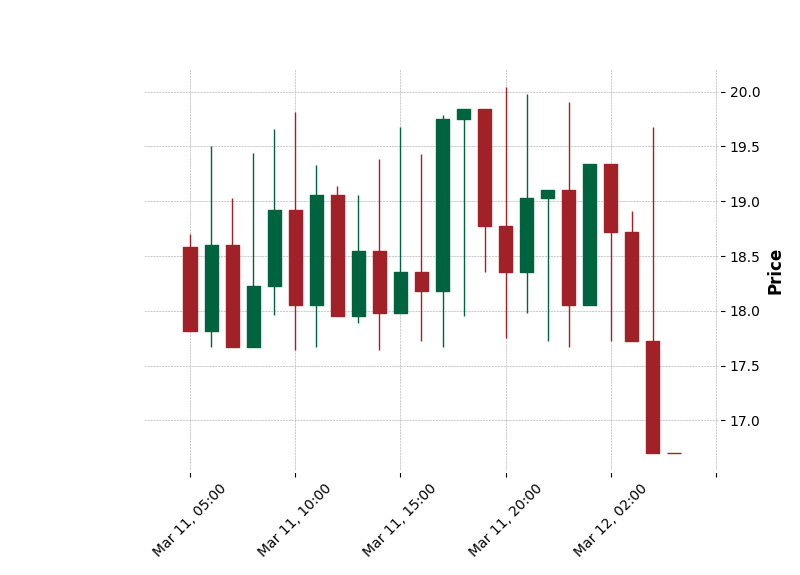 20.0
19.5
19.0
18.5
18.0
17.5
17.0
Price
Mar 11, 05:00
Mar 11, 10:00
Mar 11, 15:00
Mar 11, 20:00
Mar 12, 02:00